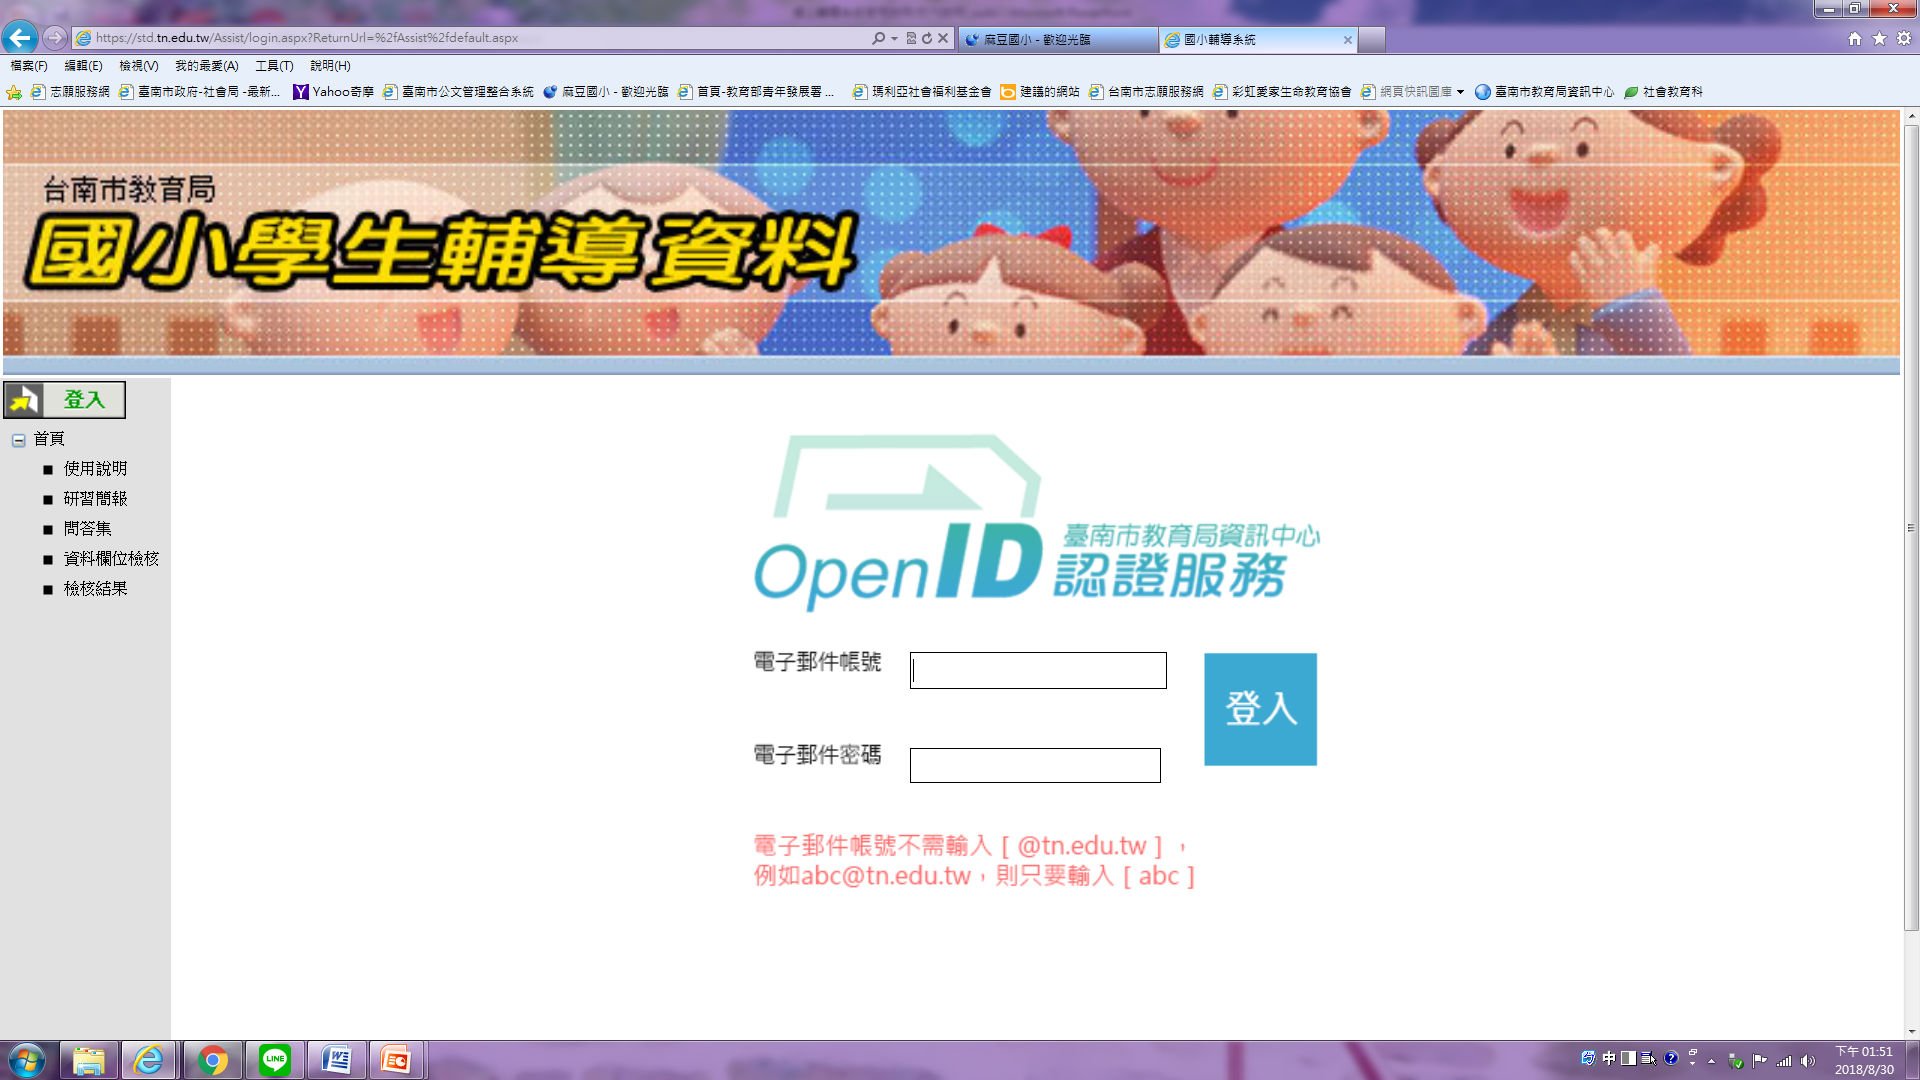 https://std.tn.edu.tw/Assist/login.aspx?ReturnUrl=%2fAssist%2fdefault.aspx
麻豆國小 - 歡迎光臨
國小輔導系統
檔案(F) 編輯(E) 檢視(V) 我的最愛(A) 工具(T) 說明(H)
志願服務網 臺南市政府-社會局 -最新... Yahoo奇摩 臺南市公文管理整合系統 麻豆國小 - 歡迎光臨 首頁-教育部青年發展署 ... 瑪利亞社會福利基金會 建議的網站 台南市志願服務網 彩虹愛家生命教育協會 網頁快訊圖庫 臺南市教育局資訊中心 社會教育科
台南市教育局
國小學生輔導資料
登入
首頁
使用說明
研習簡報
問答集
資料欄位檢核
檢核結果
OpenID 臺南市教育局資訊中心
認證服務
電子郵件帳號
登入
電子郵件密碼
電子郵件帳號不需輸入 [ @tn.edu.tw ] ，
例如abc@tn.edu.tw，則只要輸入 [ abc ]
LINE
中
下午 01:51
2018/8/30